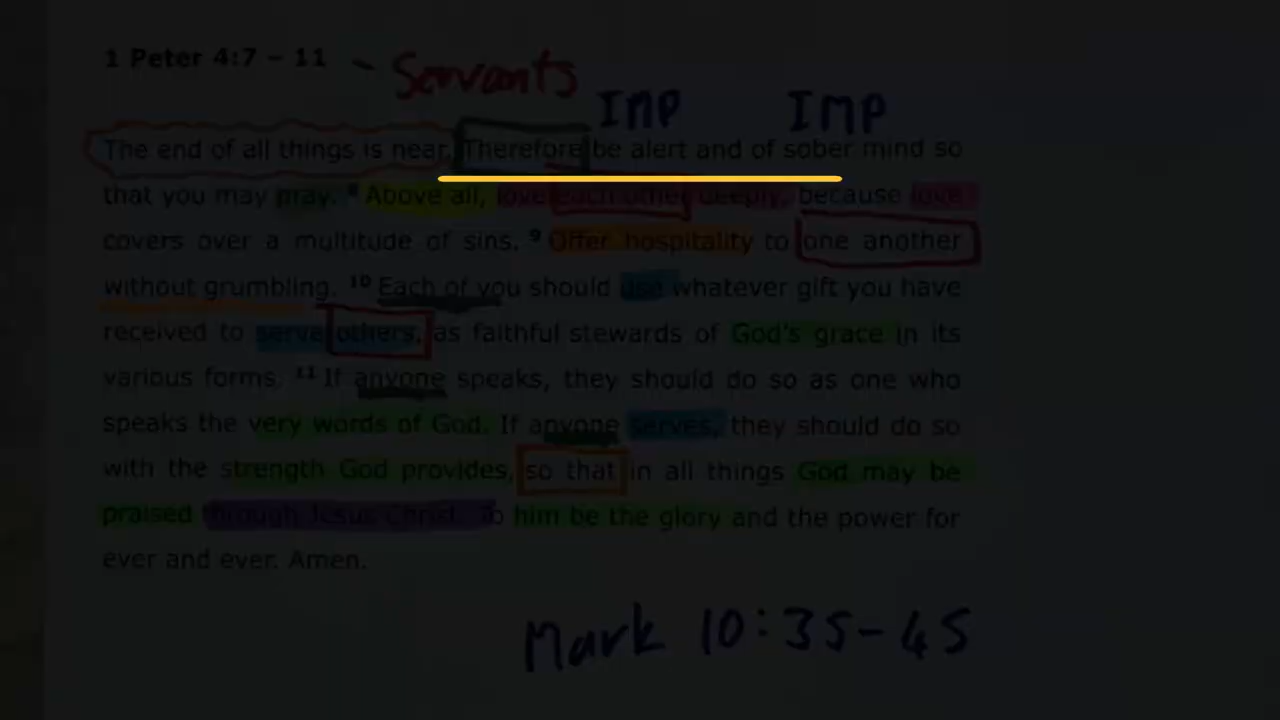 1 Peter 4:7 – 11 - Servants
Imp Imp
The end of all things is near. Therefore be alert and of sober mind so
that you may pray. 8 Above all, love each other deeply, because love
covers over a multitude of sins. 9 Offer hospitality to one another
without grumbling. 10 Each of you should use whatever gift you have
received to serve others, as faithful stewards of God's grace in its
various forms. 11 If anyone speaks, they should do so as one who
speaks the very words of God. If anyone serves, they should do so
with the strength God provides, so that in all things God may be
praised through Jesus Christ. To him be the glory and the power for
ever and ever. Amen.
Mark 10:35-45